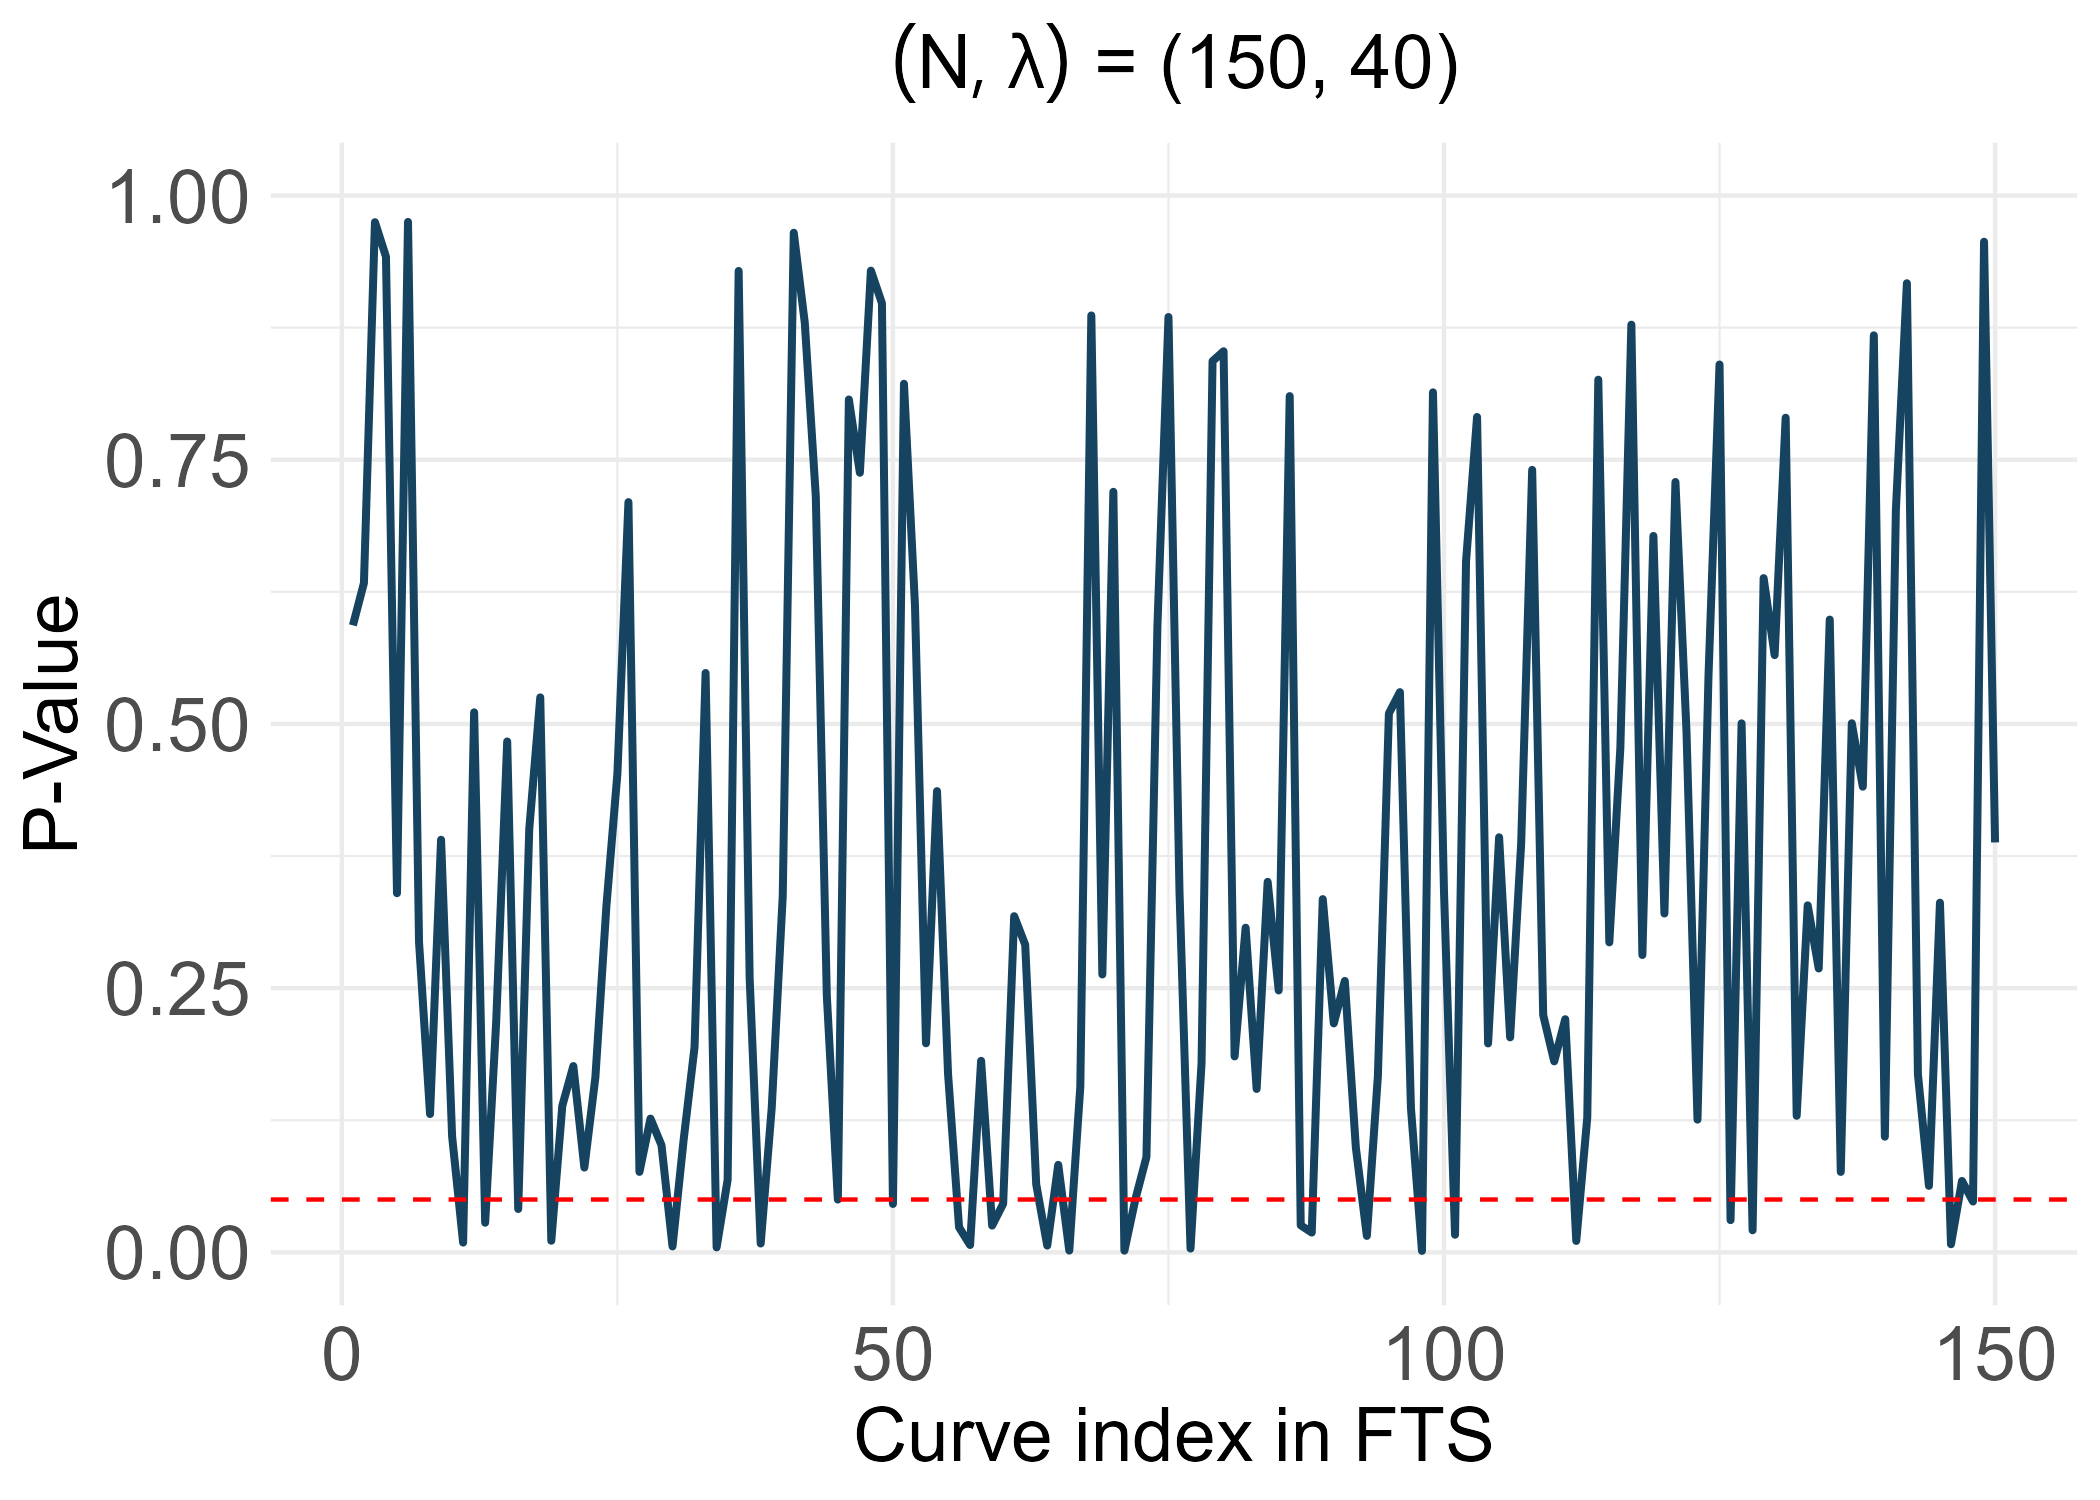 (N, λ) = (150, 40)
P-Value
1.00
0.75
0.50
0.25
0.00
0 50 100 150
Curve index in FTS